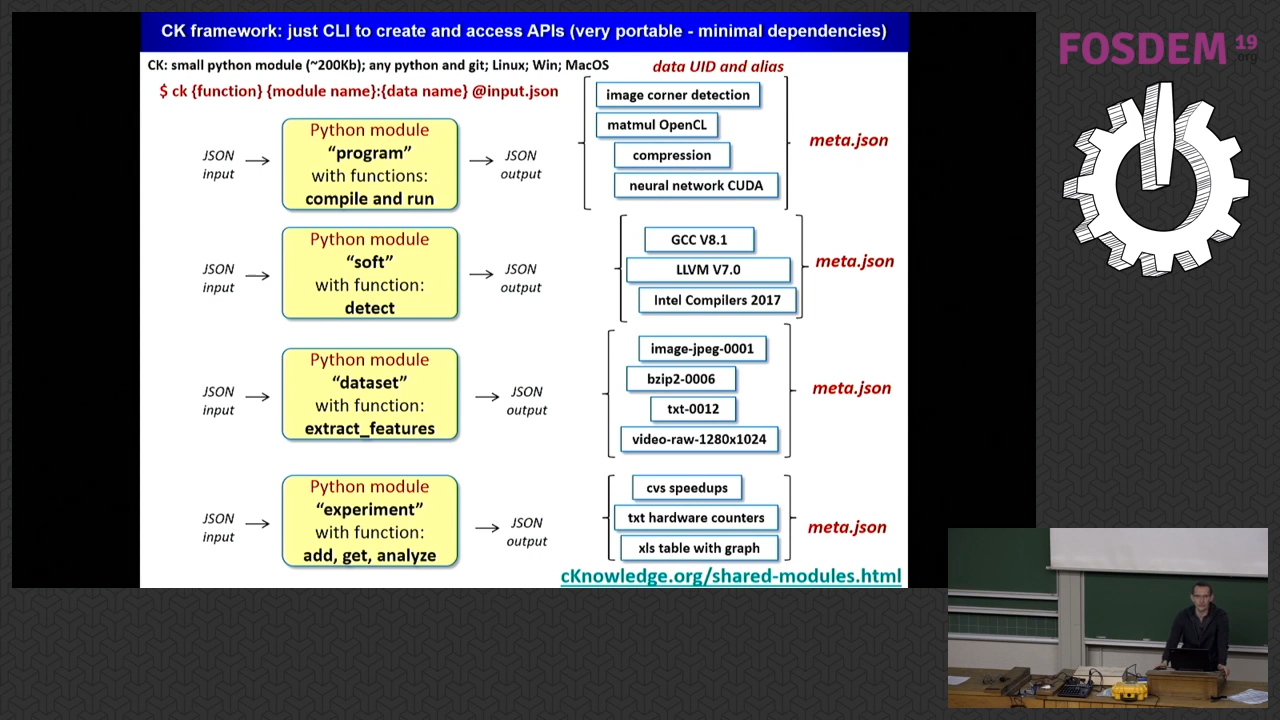 CK framework: just CLI to create and access APIs (very portable - minimal dependencies)
CK: small python module (~200Kb); any python and git; Linux; Win; MacOS
data UID and alias
$ ck {function} {module name}:{data name} @input.json
JSON
input
Python module
“program”
with functions:
compile and run
JSON
output
image corner detection
matmul OpenCL
compression
neural network CUDA
meta.json
JSON
input
Python module
“soft”
with function:
detect
JSON
output
GCC V8.1
LLVM V7.0
Intel Compilers 2017
meta.json
JSON
input
Python module
“dataset”
with function:
extract_features
JSON
output
image-jpeg-0001
bzip2-0006
txt-0012
video-raw-1280x1024
meta.json
JSON
input
Python module
“experiment”
with function:
add, get, analyze
JSON
output
cvs speedups
txt hardware counters
xls table with graph
meta.json
cKnowledge.org/shared-modules.html
FOSDEM 19
.org